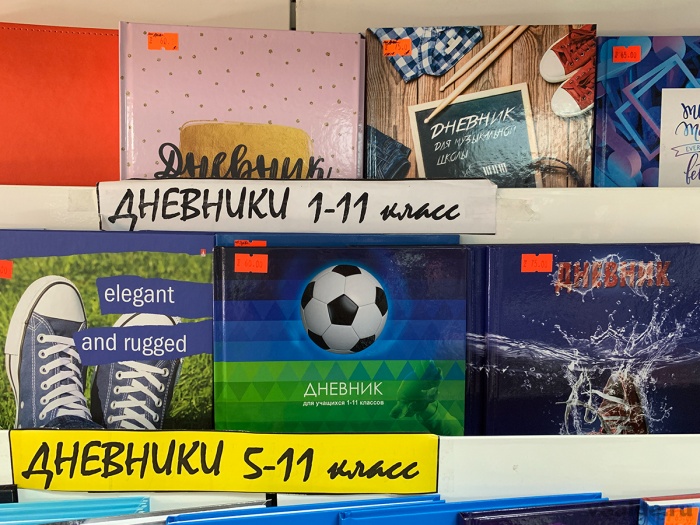 Дневник
ДНЕВНИК
ДЛЯ МУЗЫКАЛЬНОЙ
ШКОЛЫ
ДНЕВНИКИ 1-11 класс
elegant
and rugged
ДНЕВНИК
для учащихся 1-11 классов
ДНЕВНИК
ДНЕВНИКИ 5-11 класс